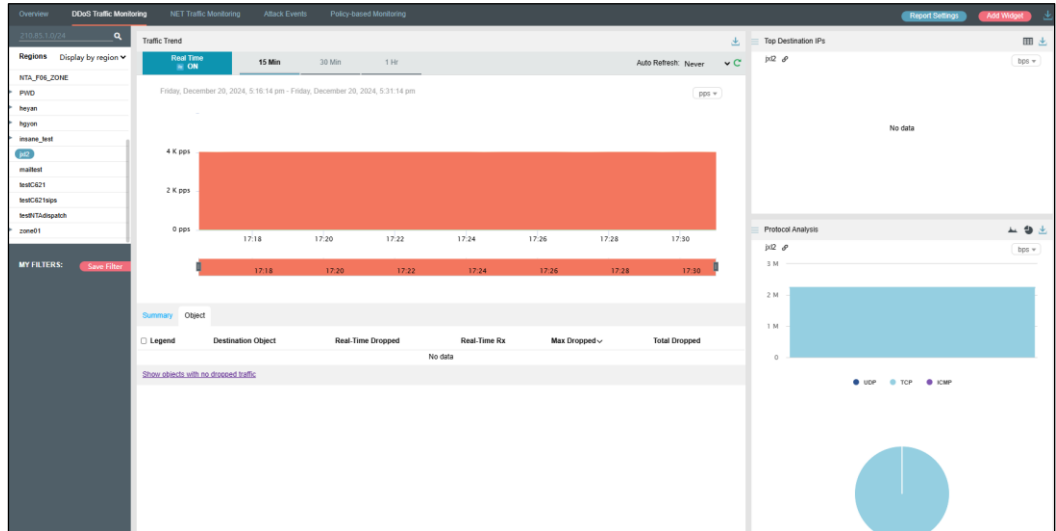 Overview DDoS Traffic Monitoring NET Traffic Monitoring Attack Events Policy-based Monitoring Report Settings Add Widget
210.85.1.0/24
Regions Display by region
NTA_F06_ZONE
PWD
heyan
hgyon
insane_test
jxl2
mailtest
testC621
testC621sips
testNTAdispatch
zone01
MY FILTERS: Save Filter
Traffic Trend
Real Time
ON
15 Min 30 Min 1 Hr Auto Refresh: Never
Friday, December 20, 2024, 5:16:14 pm - Friday, December 20, 2024, 5:31:14 pm pps
4 K pps
2 K pps
0 pps
17:18 17:20 17:22 17:24 17:26 17:28 17:30
17:18 17:20 17:22 17:24 17:26 17:28 17:30
Summary Object
Legend Destination Object Real-Time Dropped Real-Time Rx Max Dropped Total Dropped
No data
Show objects with no dropped traffic
Top Destination IPs
jxl2 bps
No data
Protocol Analysis
jxl2 bps
3 M
2 M
1 M
0
UDP TCP ICMP